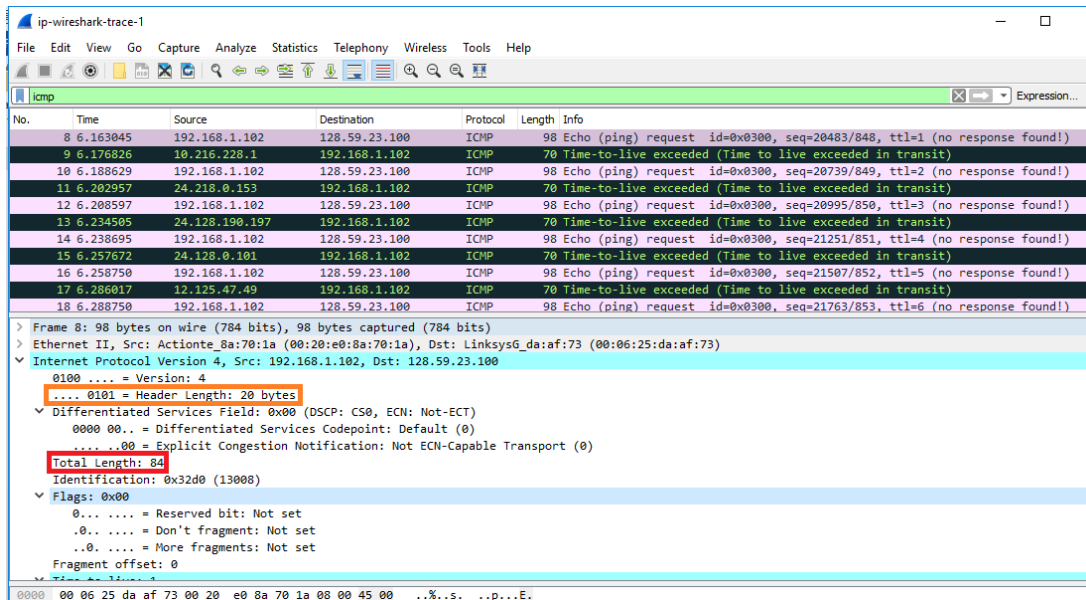 ip-wireshark-trace-1
File Edit View Go Capture Analyze Statistics Telephony Wireless Tools Help
icmp Expression...
No. Time Source Destination Protocol Length Info
8 6.163045 192.168.1.102 128.59.23.100 ICMP 98 Echo (ping) request id=0x0300, seq=20483/848, ttl=1 (no response found!)
9 6.176826 10.216.228.1 192.168.1.102 ICMP 70 Time-to-live exceeded (Time to live exceeded in transit)
10 6.188629 192.168.1.102 128.59.23.100 ICMP 98 Echo (ping) request id=0x0300, seq=20739/849, ttl=2 (no response found!)
11 6.202957 24.218.0.153 192.168.1.102 ICMP 70 Time-to-live exceeded (Time to live exceeded in transit)
12 6.208597 192.168.1.102 128.59.23.100 ICMP 98 Echo (ping) request id=0x0300, seq=20995/850, ttl=3 (no response found!)
13 6.234505 24.128.190.197 192.168.1.102 ICMP 70 Time-to-live exceeded (Time to live exceeded in transit)
14 6.238695 192.168.1.102 128.59.23.100 ICMP 98 Echo (ping) request id=0x0300, seq=21251/851, ttl=4 (no response found!)
15 6.257672 24.128.0.101 192.168.1.102 ICMP 70 Time-to-live exceeded (Time to live exceeded in transit)
16 6.258750 192.168.1.102 128.59.23.100 ICMP 98 Echo (ping) request id=0x0300, seq=21507/852, ttl=5 (no response found!)
17 6.286017 12.125.47.49 192.168.1.102 ICMP 70 Time-to-live exceeded (Time to live exceeded in transit)
18 6.288750 192.168.1.102 128.59.23.100 ICMP 98 Echo (ping) request id=0x0300, seq=21763/853, ttl=6 (no response found!)
Frame 8: 98 bytes on wire (784 bits), 98 bytes captured (784 bits)
Ethernet II, Src: Actionte_8a:70:1a (00:20:e0:8a:70:1a), Dst: LinksysG_da:af:73 (00:06:25:da:af:73)
Internet Protocol Version 4, Src: 192.168.1.102, Dst: 128.59.23.100
0100 .... = Version: 4
.... 0101 = Header Length: 20 bytes
Differentiated Services Field: 0x00 (DSCP: CS0, ECN: Not-ECT)
0000 00.. = Differentiated Services Codepoint: Default (0)
.... ..00 = Explicit Congestion Notification: Not ECN-Capable Transport (0)
Total Length: 84
Identification: 0x32d0 (13008)
Flags: 0x00
0... .... = Reserved bit: Not set
.0.. .... = Don't fragment: Not set
..0. .... = More fragments: Not set
Fragment offset: 0
Time to live: 1
0000 00 06 25 da af 73 00 20 e0 8a 70 1a 08 00 45 00 ..%..s. ..p...E.